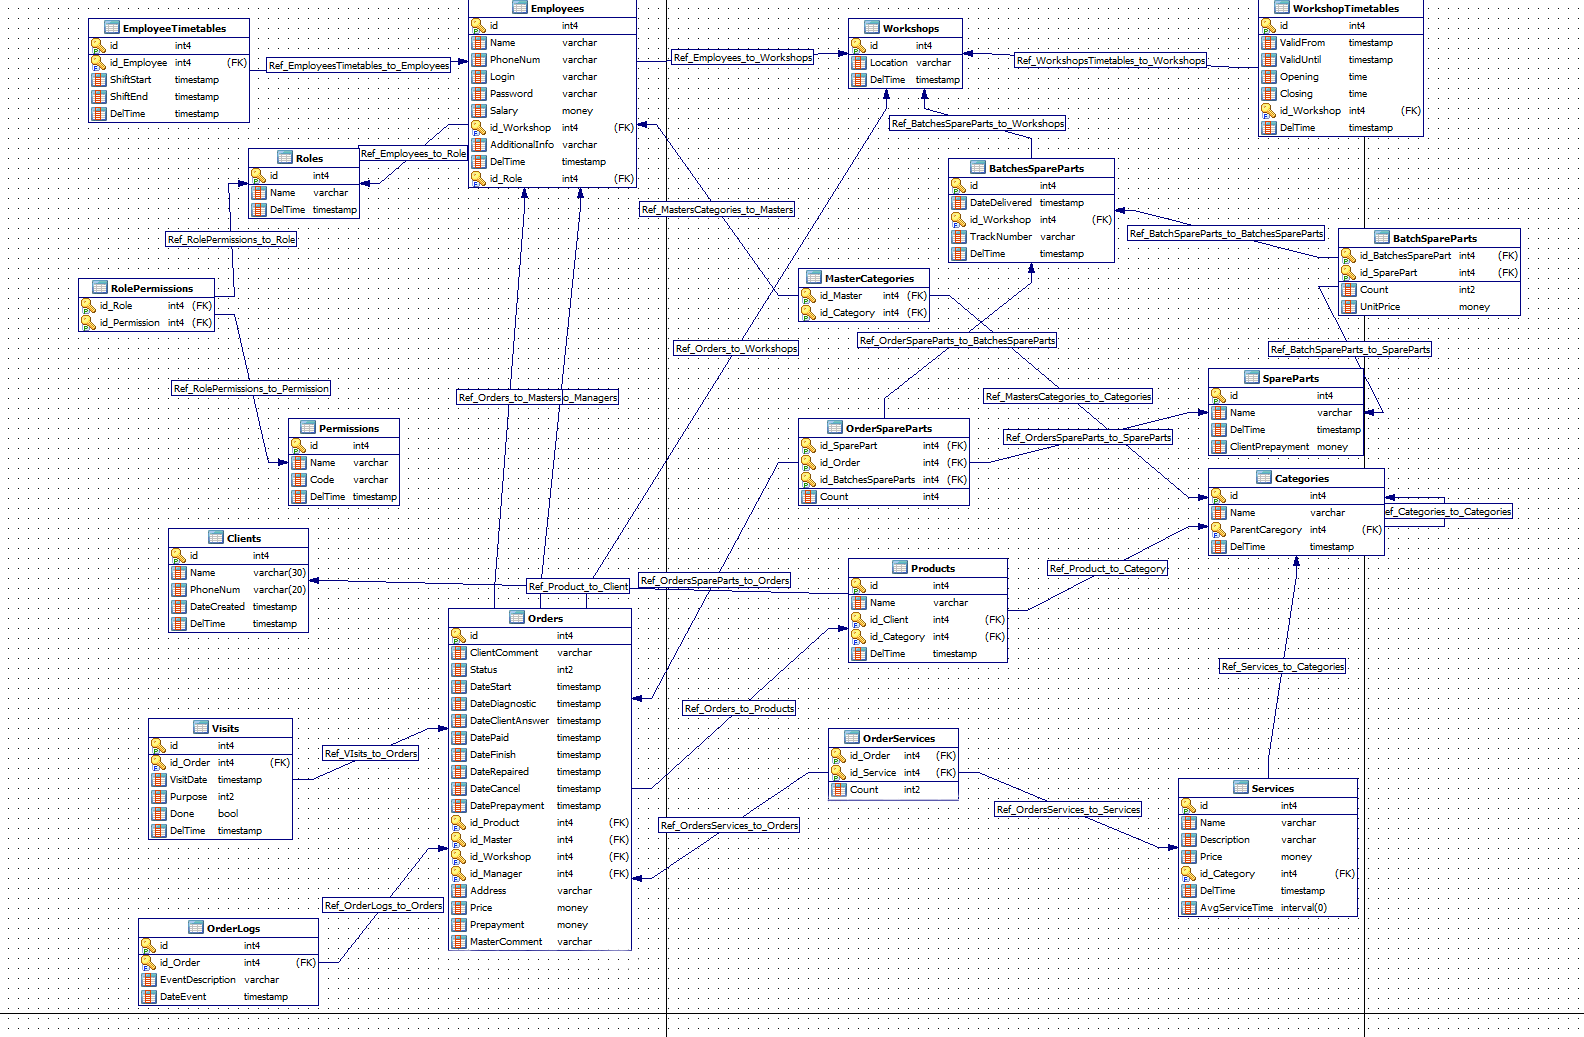 EmployeeTimetables
id int4
id_Employee int4 (FK)
ShiftStart timestamp
ShiftEnd timestamp
DelTime timestamp
Ref_EmployeesTimetables_to_Employees
Employees
id int4
Name varchar
PhoneNum varchar
Login varchar
Password varchar
Salary money
id_Workshop int4 (FK)
AdditionalInfo varchar
DelTime timestamp
id_Role int4 (FK)
Ref_Employees_to_Workshops
Workshops
id int4
Location varchar
DelTime timestamp
Ref_WorkshopsTimetables_to_Workshops
WorkshopTimetables
id int4
ValidFrom timestamp
ValidUntil timestamp
Opening time
Closing time
id_Workshop int4 (FK)
DelTime timestamp
Ref_BatchesSpareParts_to_Workshops
Ref_Employees_to_Role
Roles
id int4
Name varchar
DelTime timestamp
Ref_MastersCategories_to_Masters
BatchesSpareParts
id int4
DateDelivered timestamp
id_Workshop int4 (FK)
TrackNumber varchar
DelTime timestamp
Ref_BatchSpareParts_to_BatchesSpareParts
BatchSpareParts
id_BatchesSparePart int4 (FK)
id_SparePart int4 (FK)
Count int2
UnitPrice money
Ref_RolePermissions_to_Role
RolePermissions
id_Role int4 (FK)
id_Permission int4 (FK)
MasterCategories
id_Master int4 (FK)
id_Category int4 (FK)
Ref_OrderSpareParts_to_BatchesSpareParts
Ref_Orders_to_Workshops
Ref_BatchSpareParts_to_SpareParts
Ref_RolePermissions_to_Permission
Ref_Orders_to_Masters
o_Managers
Ref_MastersCategories_to_Categories
SpareParts
id int4
Name varchar
DelTime timestamp
ClientPrepayment money
Permissions
id int4
Name varchar
Code varchar
DelTime timestamp
OrderSpareParts
id_SparePart int4 (FK)
id_Order int4 (FK)
id_BatchesSpareParts int4 (FK)
Count int4
Ref_OrdersSpareParts_to_SpareParts
Categories
id int4
Name varchar
ParentCaregory int4 (FK)
DelTime timestamp
ef_Categories_to_Categories
Clients
id int4
Name varchar(30)
PhoneNum varchar(20)
DateCreated timestamp
DelTime timestamp
Ref_Product_to_Client
Ref_OrdersSpareParts_to_Orders
Products
id int4
Name varchar
id_Client int4 (FK)
id_Category int4 (FK)
DelTime timestamp
Ref_Product_to_Category
Orders
id int4
ClientComment varchar
Status int2
DateStart timestamp
DateDiagnostic timestamp
DateClientAnswer timestamp
DatePaid timestamp
DateFinish timestamp
DateRepaired timestamp
DateCancel timestamp
DatePrepayment timestamp
id_Product int4 (FK)
id_Master int4 (FK)
id_Workshop int4 (FK)
id_Manager int4 (FK)
Address varchar
Price money
Prepayment money
MasterComment varchar
Ref_Services_to_Categories
Ref_Orders_to_Products
Visits
id int4
id_Order int4 (FK)
VisitDate timestamp
Purpose int2
Done bool
DelTime timestamp
Ref_VIsits_to_Orders
OrderServices
id_Order int4 (FK)
id_Service int4 (FK)
Count int2
Ref_OrdersServices_to_Services
Ref_OrdersServices_to_Orders
Services
id int4
Name varchar
Description varchar
Price money
id_Category int4 (FK)
DelTime timestamp
AvgServiceTime interval(0)
Ref_OrderLogs_to_Orders
OrderLogs
id int4
id_Order int4 (FK)
EventDescription varchar
DateEvent timestamp